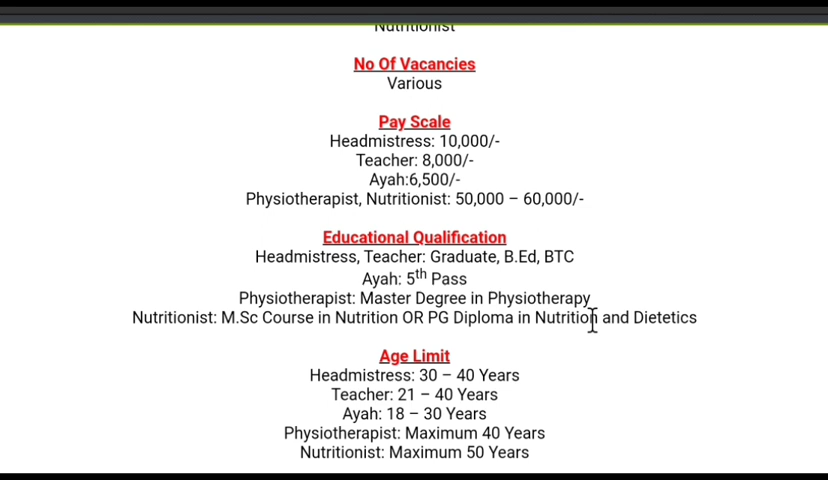 Nutritionist
No Of Vacancies
Various
Pay Scale
Headmistress: 10,000/-
Teacher: 8,000/-
Ayah:6,500/-
Physiotherapist, Nutritionist: 50,000 – 60,000/-
Educational Qualification
Headmistress, Teacher: Graduate, B.Ed, BTC
Ayah: 5th Pass
Physiotherapist: Master Degree in Physiotherapy
Nutritionist: M.Sc Course in Nutrition OR PG Diploma in Nutrition and Dietetics
Age Limit
Headmistress: 30 – 40 Years
Teacher: 21 – 40 Years
Ayah: 18 – 30 Years
Physiotherapist: Maximum 40 Years
Nutritionist: Maximum 50 Years